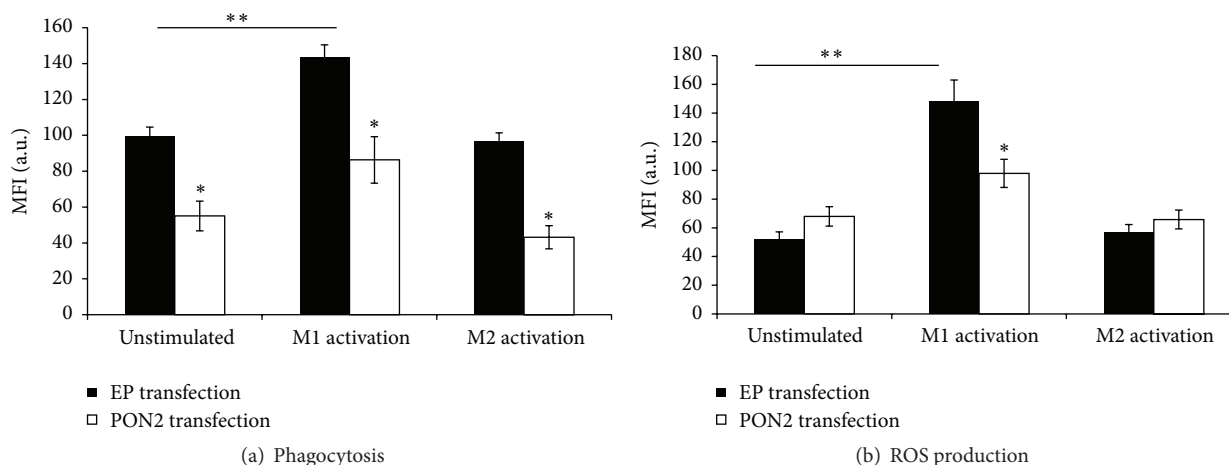 160
140
120
100
80
60
40
20
0
MFI (a.u.)
**
*
*
*
Unstimulated M1 activation M2 activation
EP transfection
PON2 transfection
(a) Phagocytosis
180
160
140
120
100
80
60
40
20
0
MFI (a.u.)
**
*
Unstimulated M1 activation M2 activation
EP transfection
PON2 transfection
(b) ROS production